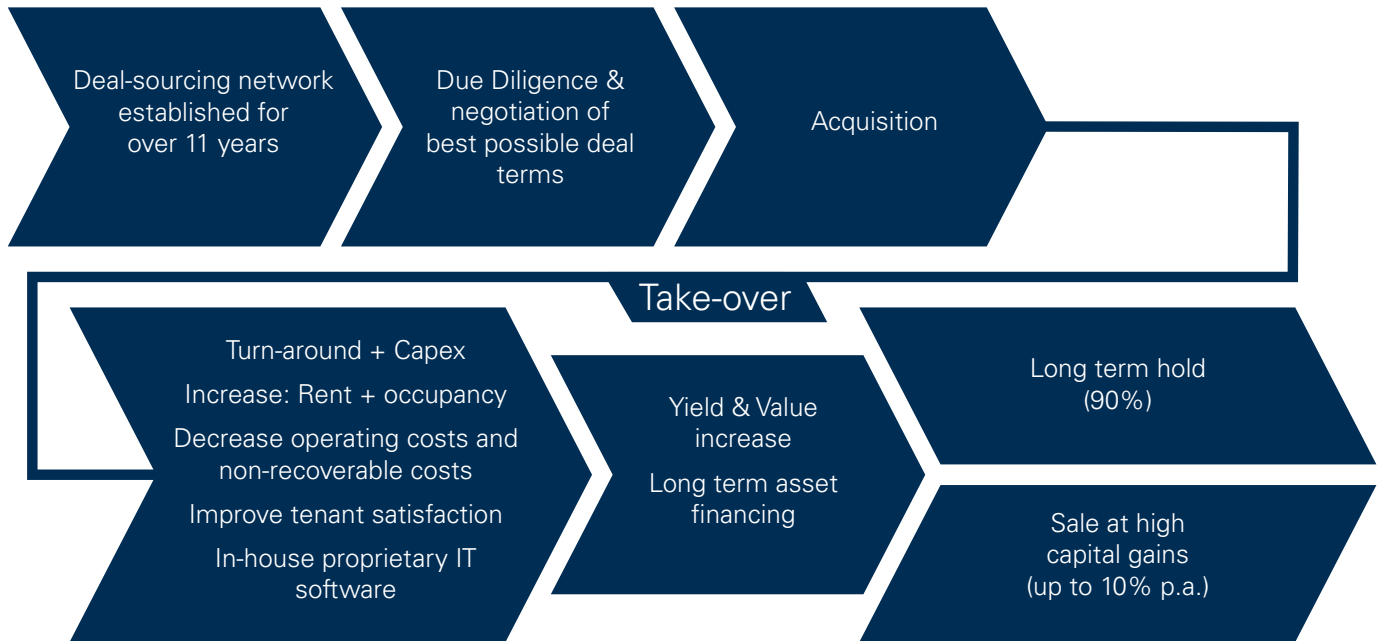 Deal-sourcing network
established for
over 11 years
Due Diligence &
negotiation of
best possible deal
terms
Acquisition
Take-over
Turn-around + Capex
Increase: Rent + occupancy
Decrease operating costs and
non-recoverable costs
Improve tenant satisfaction
In-house proprietary IT
software
Yield & Value
increase
Long term asset
financing
Long term hold
(90%)
Sale at high
capital gains
(up to 10% p.a.)